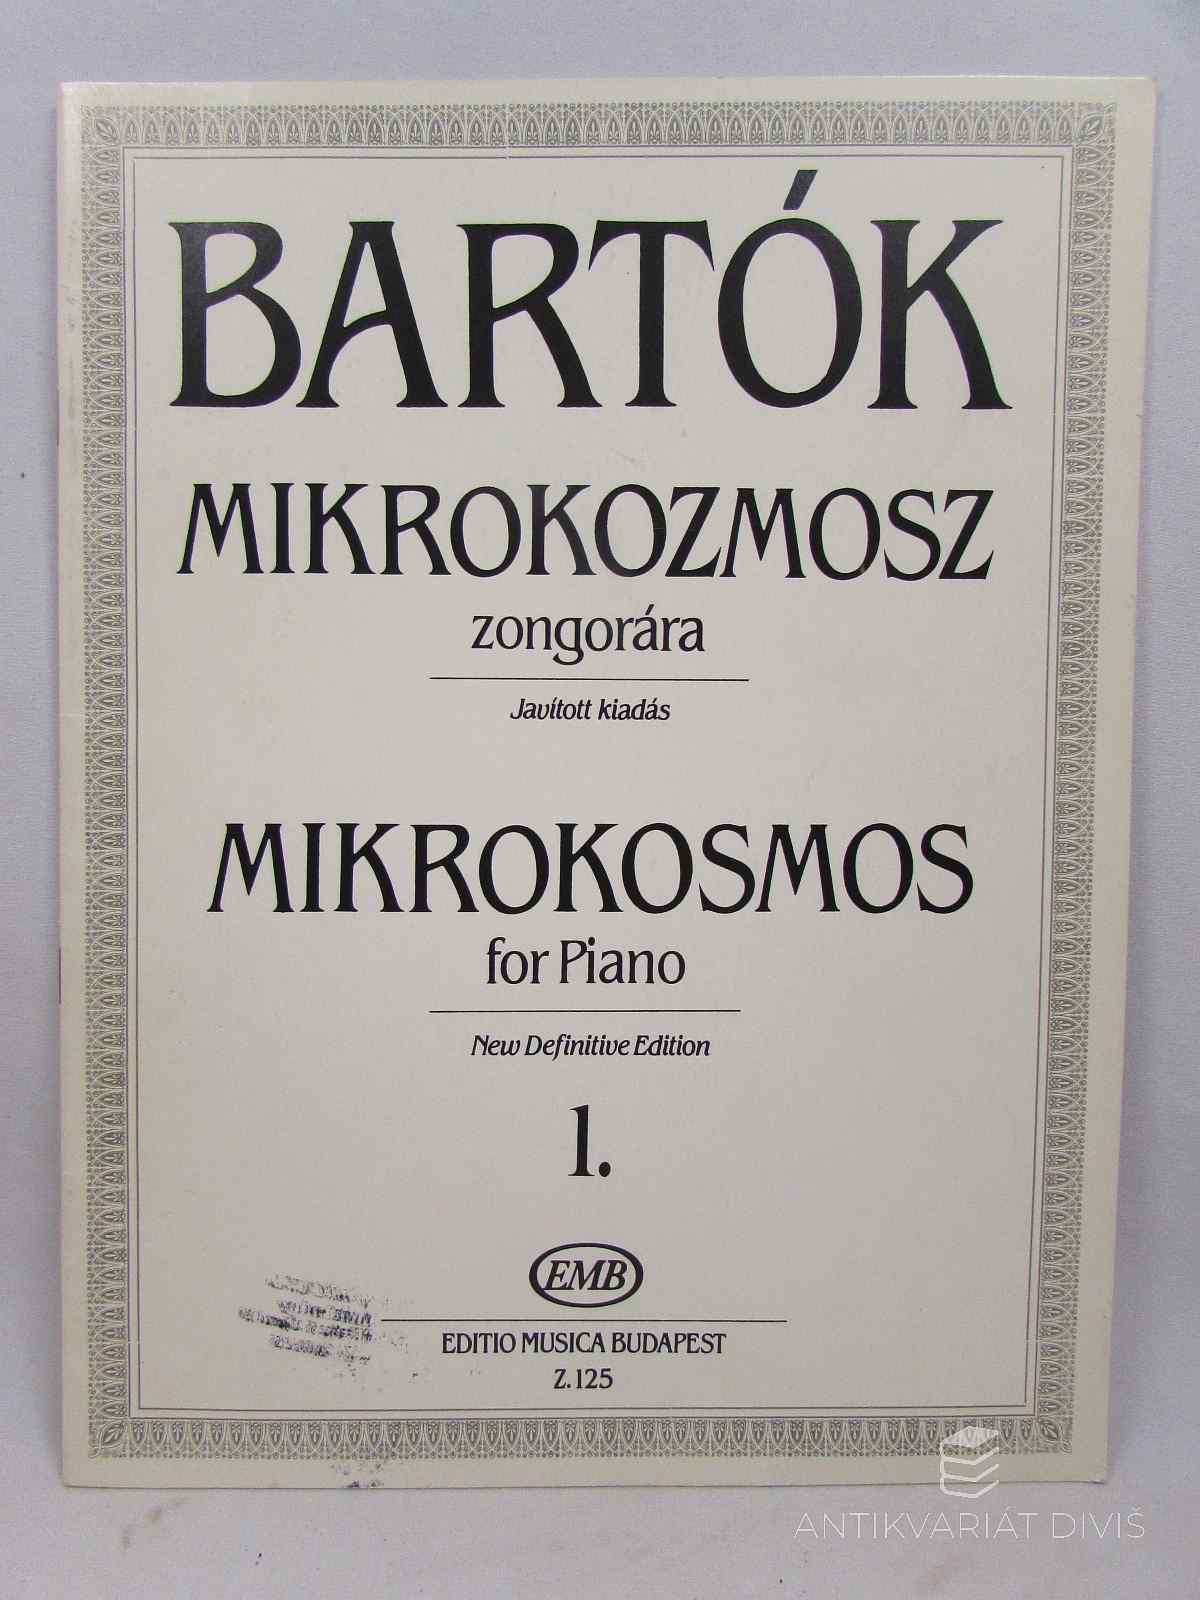 BARTÓK
MIKROKOZMOSZ
zongorára
Javított kiadás
MIKROKOSMOS
for Piano
New Definitive Edition
1.
EMB
EDITIO MUSICA BUDAPEST
Z. 125
ANTIKVARIÁT DIVIŠ